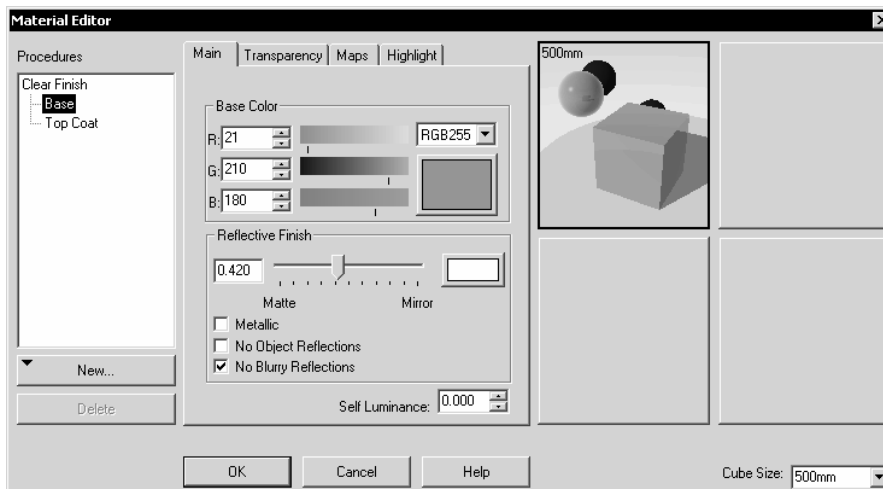 Material Editor
Procedures
Clear Finish
Base
Top Coat
New...
Delete
Main
Transparency
Maps
Highlight
Base Color
R: 21
RGB255
G: 210
B: 180
Reflective Finish
0.420
Matte
Mirror
Metallic
No Object Reflections
No Blurry Reflections
Self Luminance: 0.000
500mm
OK
Cancel
Help
Cube Size: 500mm